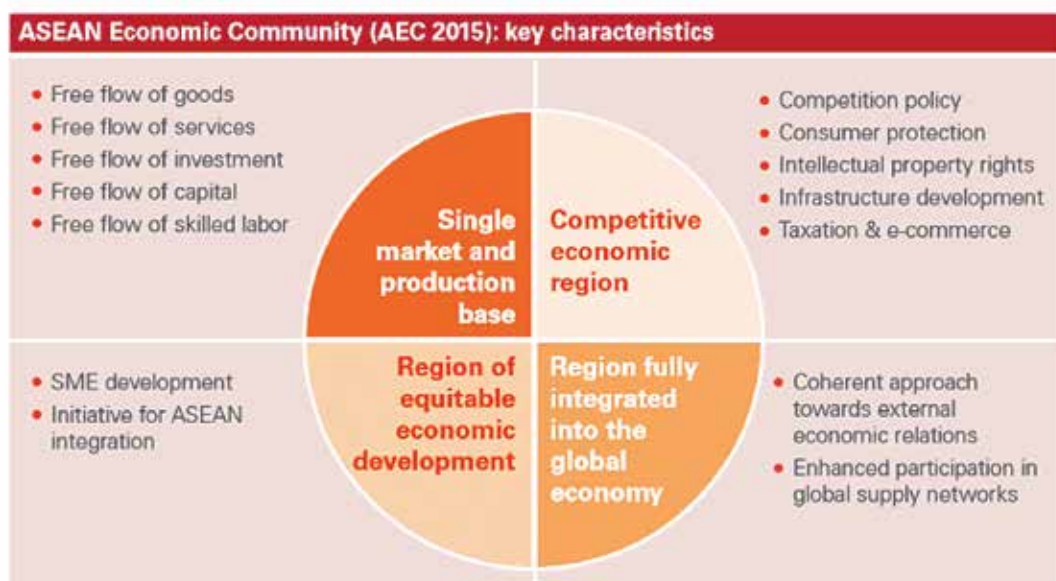 ASEAN Economic Community (AEC 2015): key characteristics
• Free flow of goods
• Free flow of services
• Free flow of investment
• Free flow of capital
• Free flow of skilled labor
Single
market and
production
base
Competitive
economic
region
• Competition policy
• Consumer protection
• Intellectual property rights
• Infrastructure development
• Taxation & e-commerce
• SME development
• Initiative for ASEAN
integration
Region of
equitable
economic
development
Region fully
integrated
into the
global
economy
• Coherent approach
towards external
economic relations
• Enhanced participation in
global supply networks